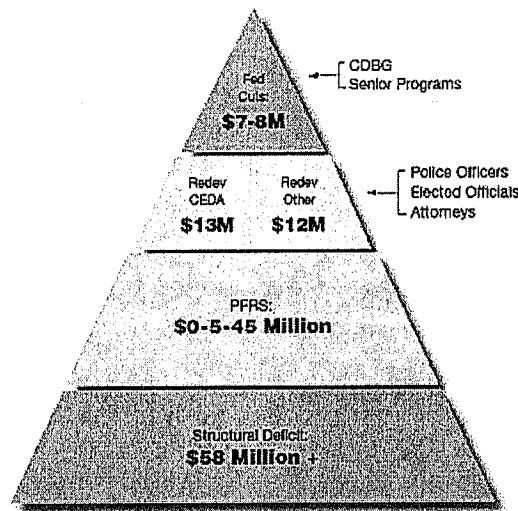 Fed
Cuts:
$7-8M
CDBG
Senior Programs
Redev
CEDA
$13M
Redev
Other
$12M
Police Officers
Elected Officials
Attorneys
PFRS:
$0-5-45 Million
Structural Deficit:
$58 Million +